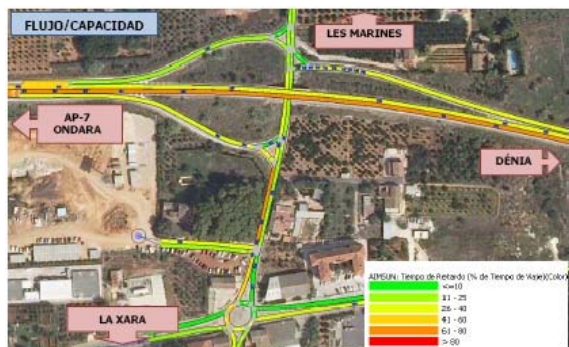 FLUJO/CAPACIDAD
LES MARINES
AP-7
ONDARA
DÉNIA
LA XARA
AIMSUN: Tiempo de Retardo (% de Tiempo de Viaje)(Color)
<=10
11 - 25
26 - 40
41 - 60
61 - 80
> 80